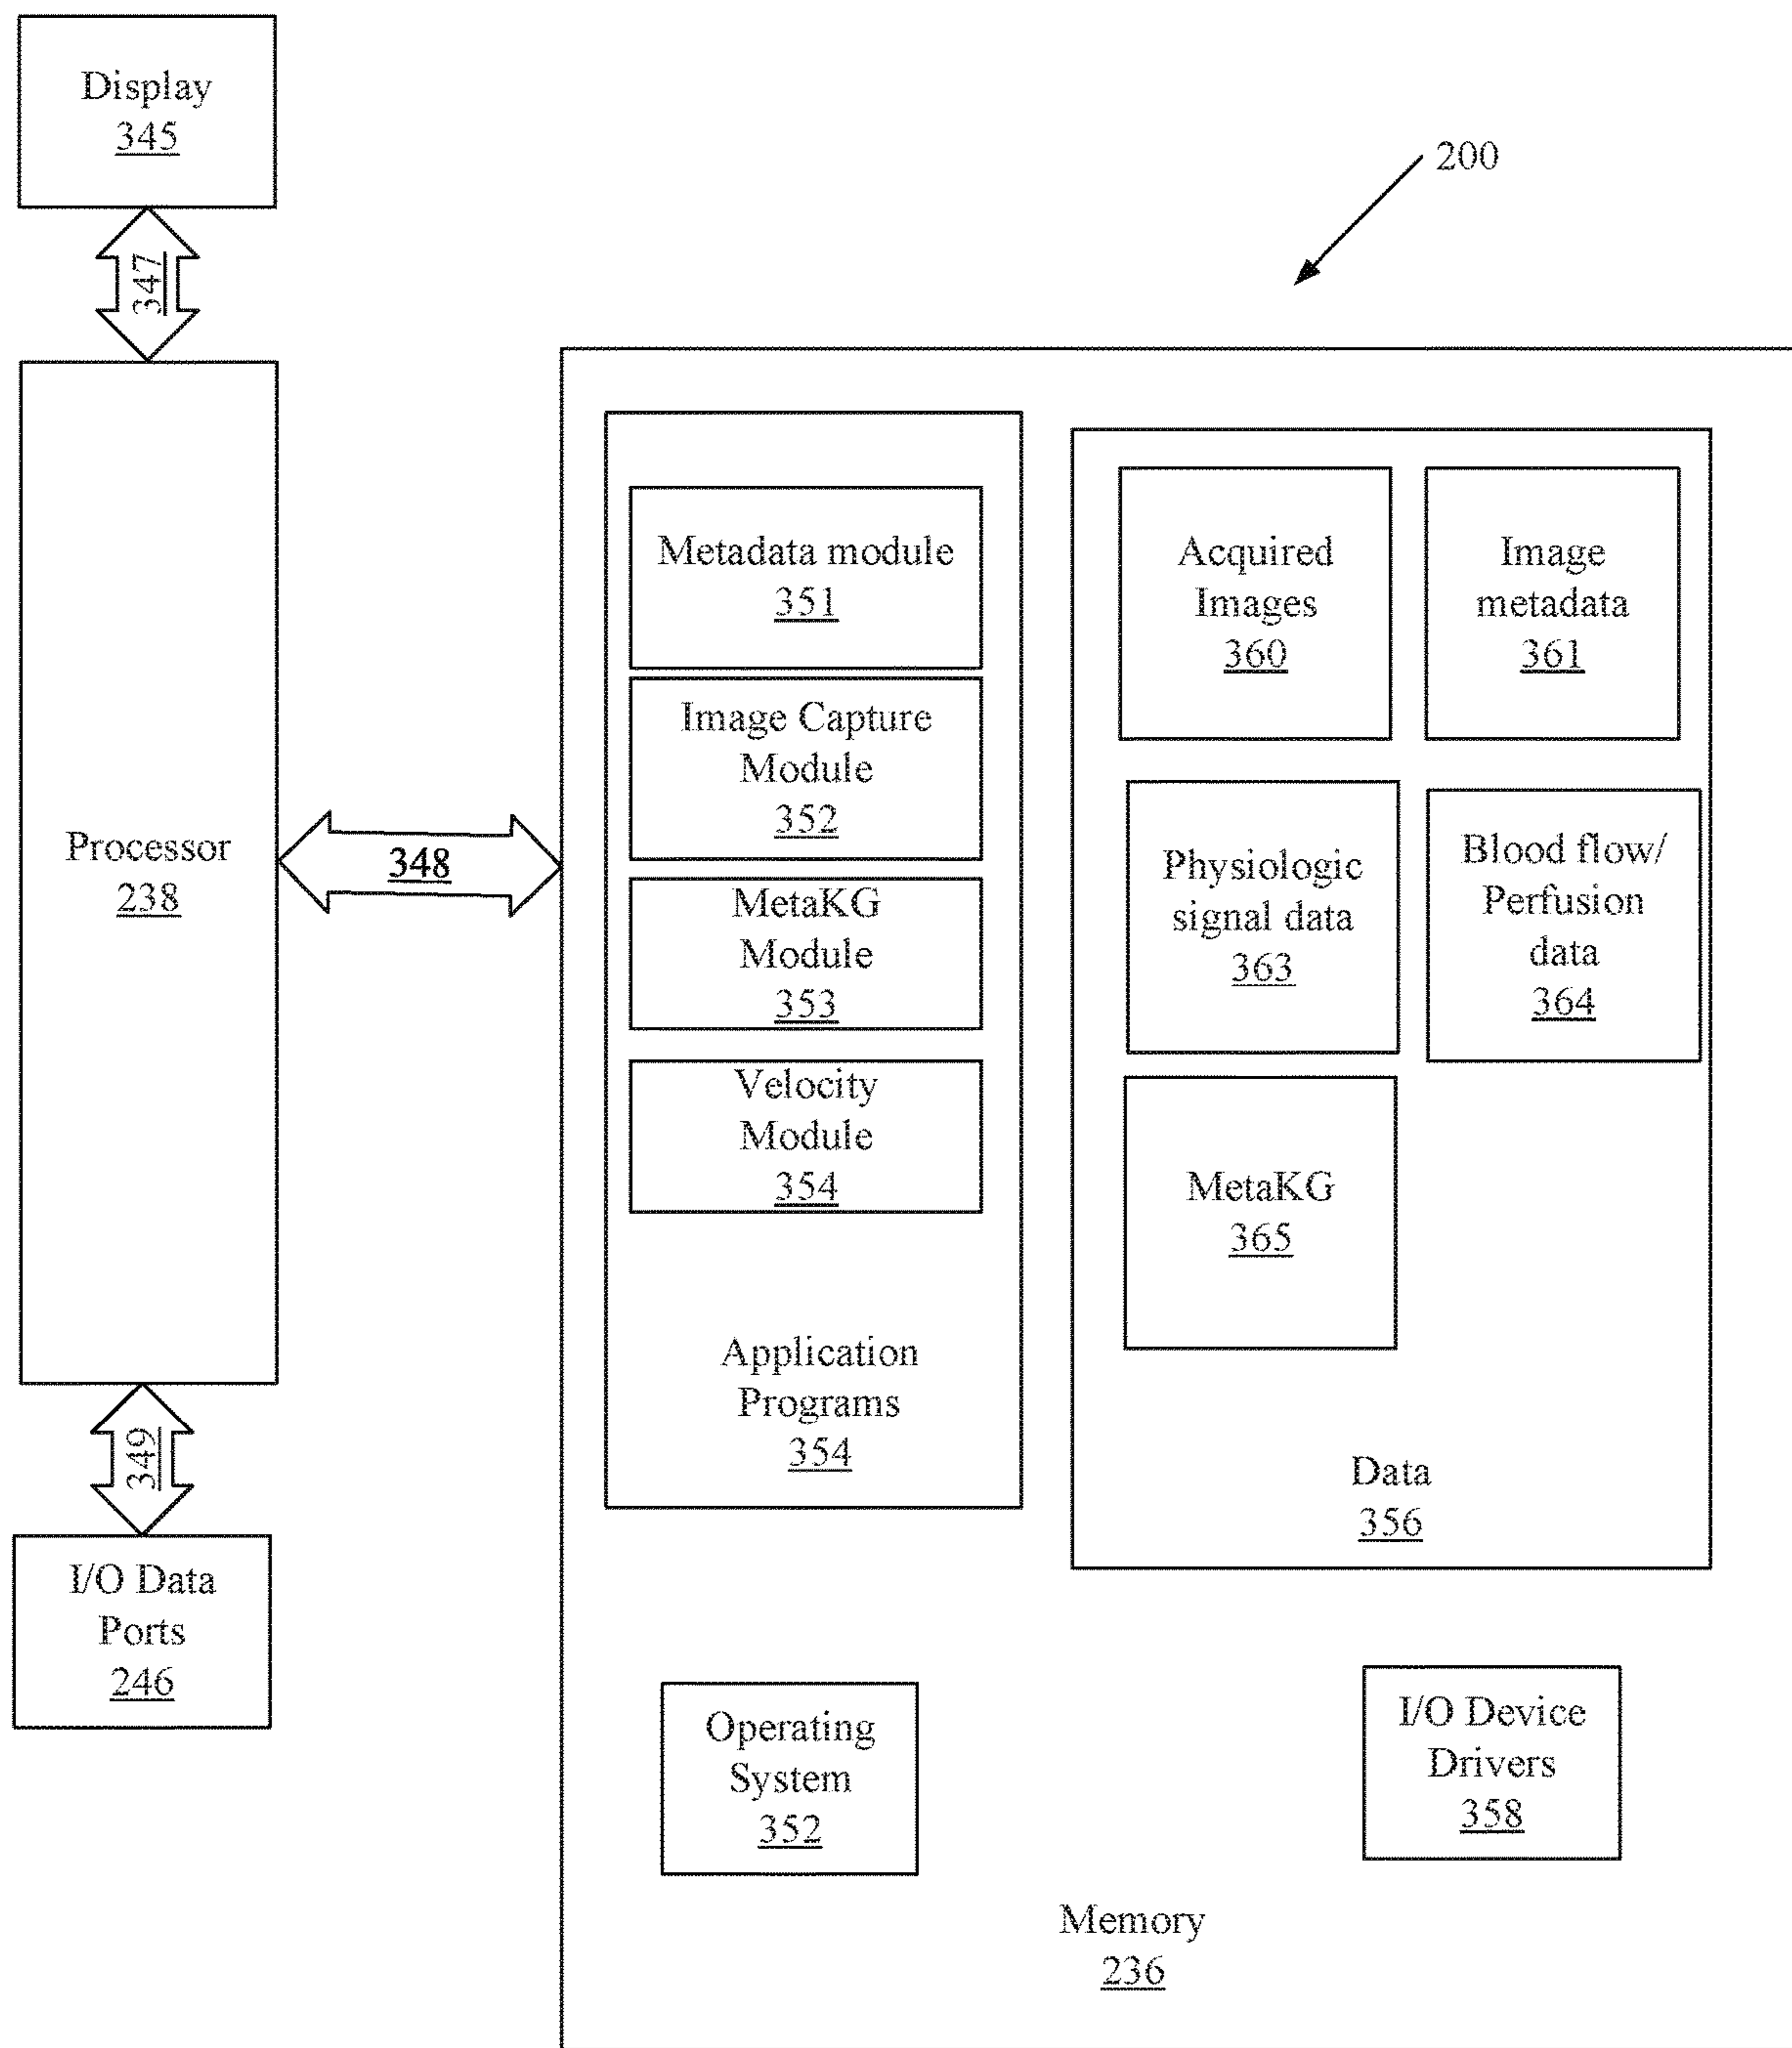 Display
345
200
347
Processor
238
348
349
I/O Data
Ports
246
Metadata module
351
Image Capture
Module
352
MetaKG
Module
353
Velocity
Module
354
Application
Programs
354
Acquired
Images
360
Image
metadata
361
Physiologic
signal data
363
Blood flow/
Perfusion
data
364
MetaKG
365
Data
356
Operating
System
352
I/O Device
Drivers
358
Memory
236